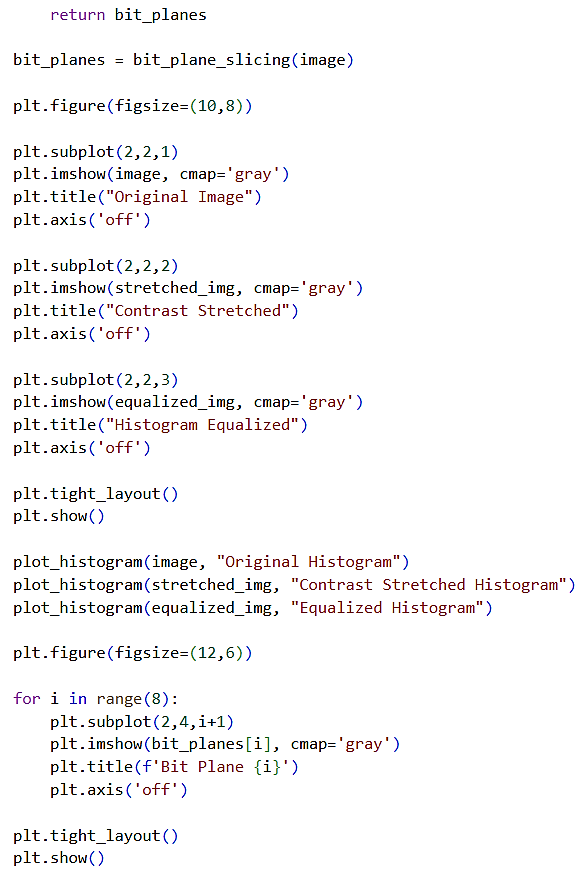 return bit_planes

bit_planes = bit_plane_slicing(image)

plt.figure(figsize=(10,8))

plt.subplot(2,2,1)
plt.imshow(image, cmap='gray')
plt.title("Original Image")
plt.axis('off')

plt.subplot(2,2,2)
plt.imshow(stretched_img, cmap='gray')
plt.title("Contrast Stretched")
plt.axis('off')

plt.subplot(2,2,3)
plt.imshow(equalized_img, cmap='gray')
plt.title("Histogram Equalized")
plt.axis('off')

plt.tight_layout()
plt.show()

plot_histogram(image, "Original Histogram")
plot_histogram(stretched_img, "Contrast Stretched Histogram")
plot_histogram(equalized_img, "Equalized Histogram")

plt.figure(figsize=(12,6))

for i in range(8):
    plt.subplot(2,4,i+1)
    plt.imshow(bit_planes[i], cmap='gray')
    plt.title(f'Bit Plane {i}')
    plt.axis('off')

plt.tight_layout()
plt.show()